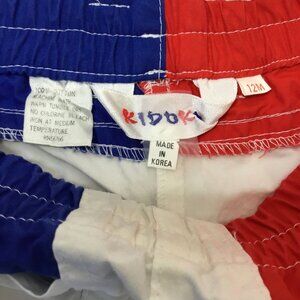 100% COTTON
MACHINE WASH
WARM, TUMBLE DRY
NO CHLORINE BLEACH
IRON AT MEDIUM
TEMPERATURE
KIDOKI
MADE
IN
KOREA
12M